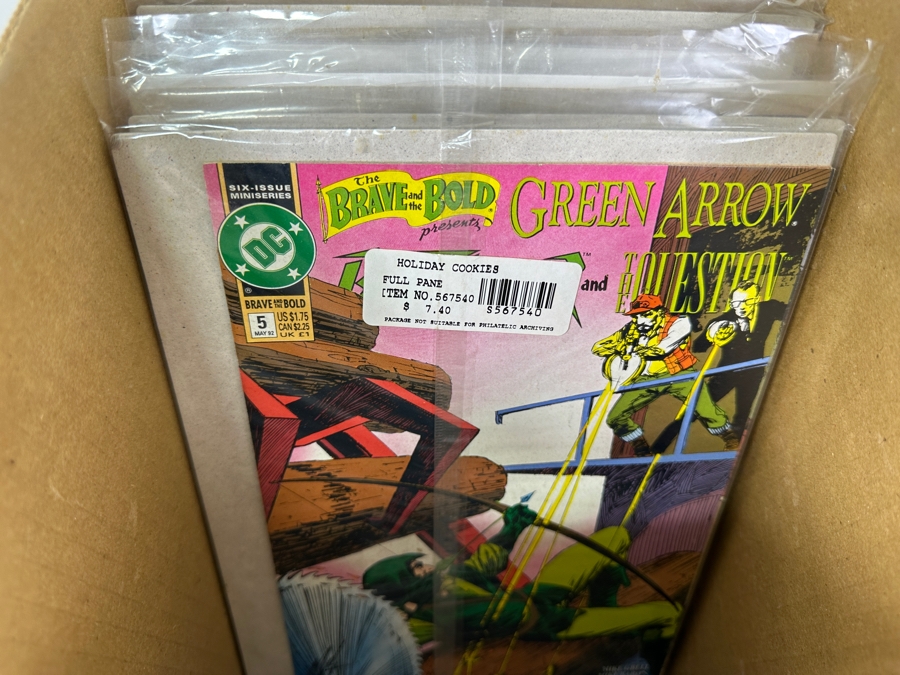 SIX-ISSUE
MINISERIES
DC
BRAVE AND THE BOLD
5
MAY 92
US $1.75
CAN $2.25
UK £1
The
BRAVE and the BOLD
presents
GREEN ARROW
and
THE QUESTION
HOLIDAY COOKIES
FULL PANE
ITEM NO.567540
$ 7.40
S567540
PACKAGE NOT SUITABLE FOR PHILATELIC ARCHIVING